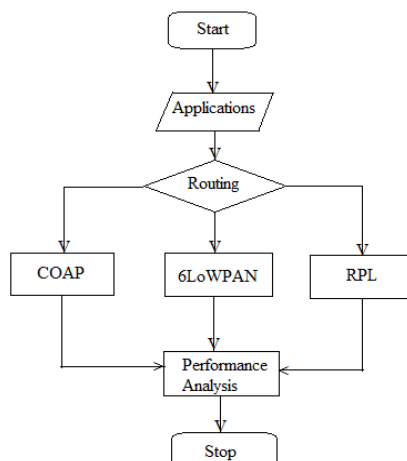 Start
Applications
Routing
COAP
6LoWPAN
RPL
Performance
Analysis
Stop